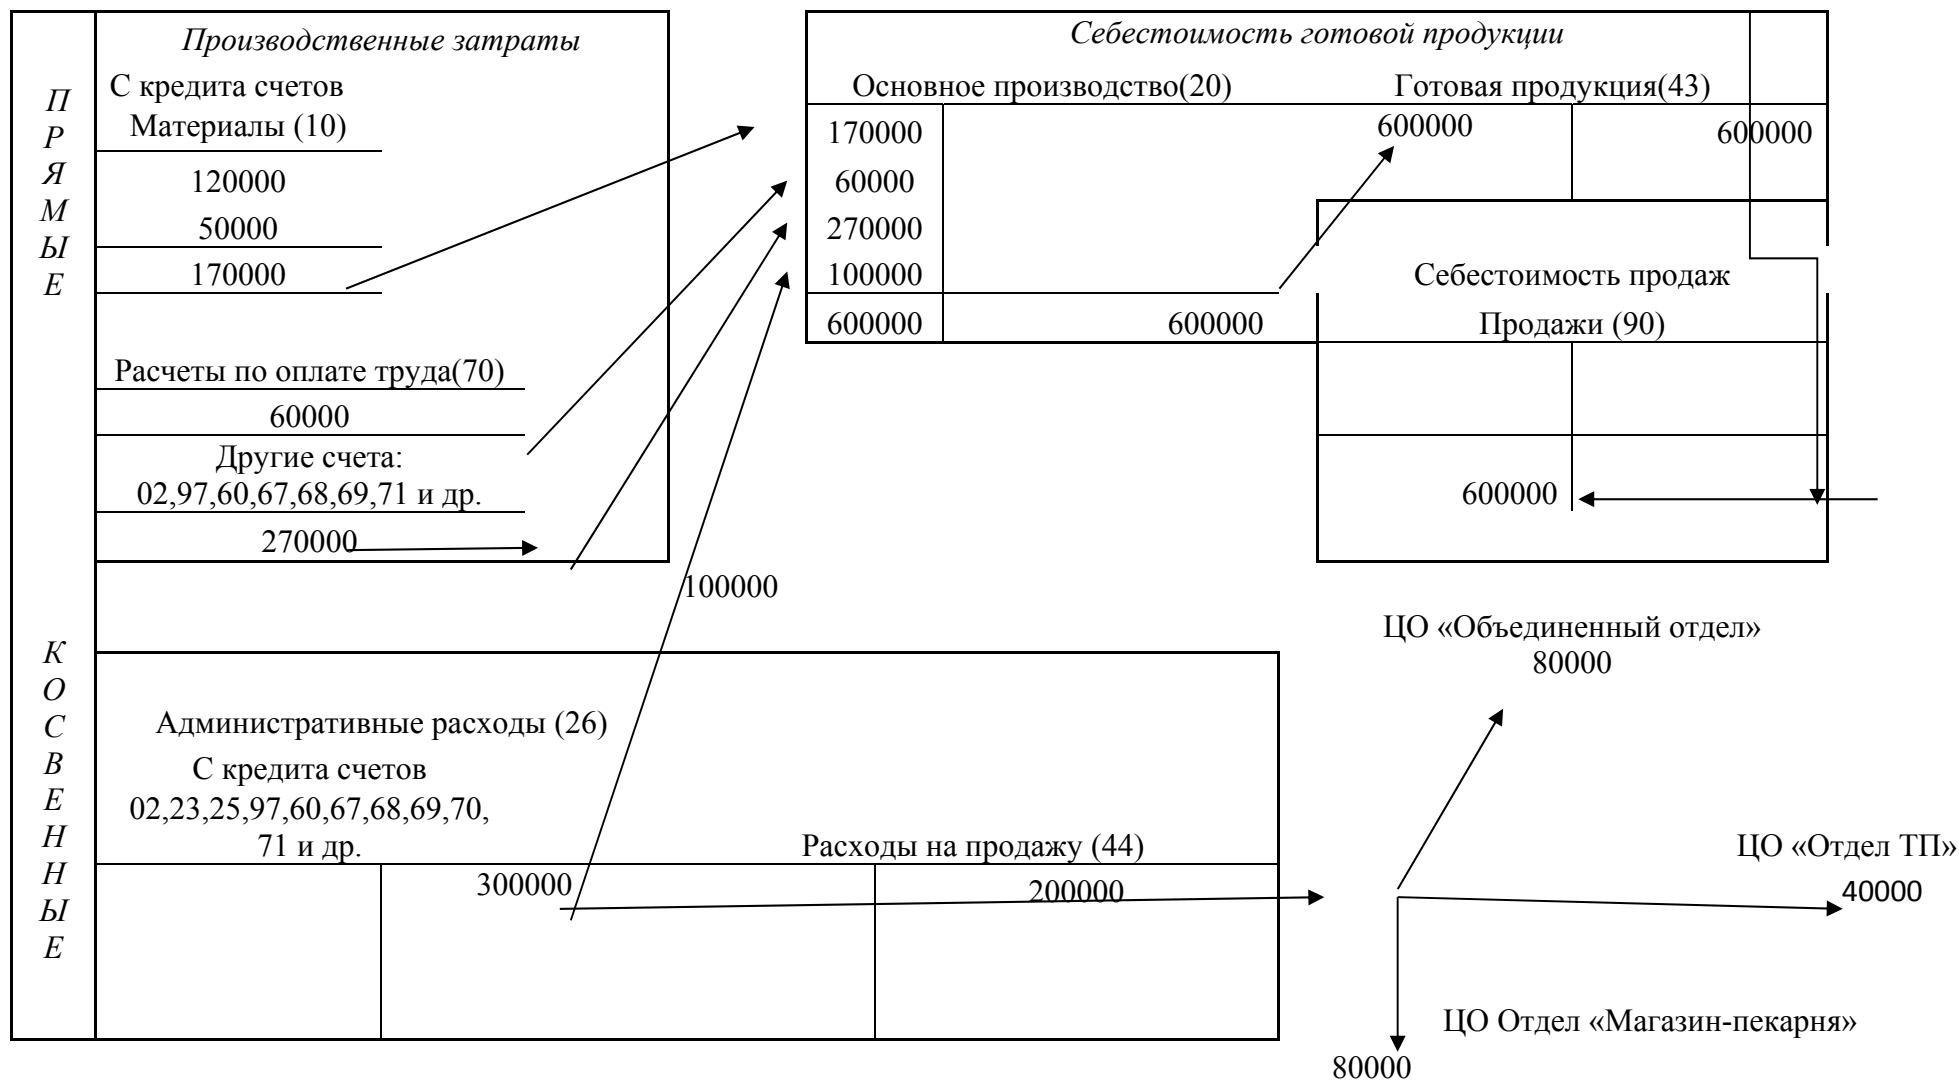 П
Р
Я
М
Ы
Е
Производственные затраты
С кредита счетов
Материалы (10)
120000
50000
170000
Расчеты по оплате труда(70)
60000
Другие счета:
02,97,60,67,68,69,71 и др.
270000
Себестоимость готовой продукции
Основное производство(20)
Готовая продукция(43)
170000
600000
600000
60000
270000
100000
600000
600000
Себестоимость продаж
Продажи (90)
600000
100000
К
О
С
В
Е
Н
Н
Ы
Е
Административные расходы (26)
С кредита счетов
02,23,25,97,60,67,68,69,70,
71 и др.
Расходы на продажу (44)
300000
200000
ЦО «Объединенный отдел»
80000
ЦО «Отдел ТП»
40000
ЦО Отдел «Магазин-пекарня»
80000